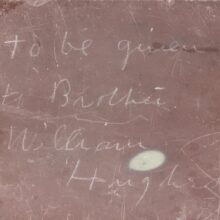 to be given
to Brother
William
Hughes